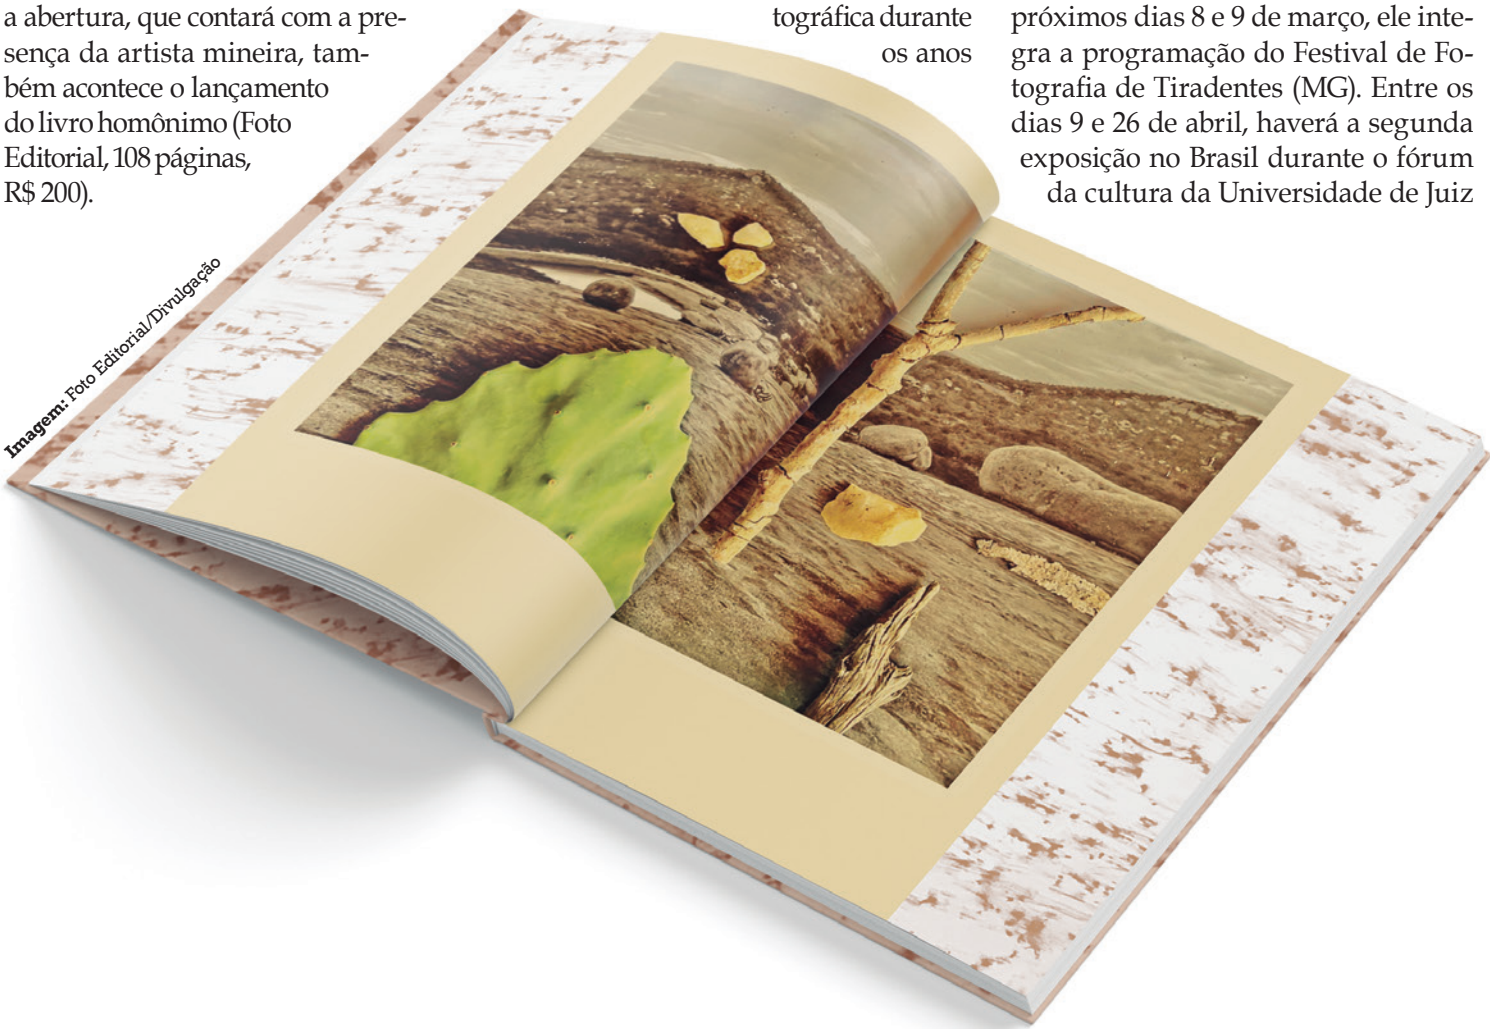 a abertura, que contará com a pre-
sença da artista mineira, tam-
bém acontece o lançamento
do livro homônimo (Foto
Editorial, 108 páginas,
R$ 200).
Imagem: Foto Editorial/Divulgação
tográfica durante
os anos
próximos dias 8 e 9 de março, ele inte-
gra a programação do Festival de Fo-
tografia de Tiradentes (MG). Entre os
dias 9 e 26 de abril, haverá a segunda
exposição no Brasil durante o fórum
da cultura da Universidade de Juiz